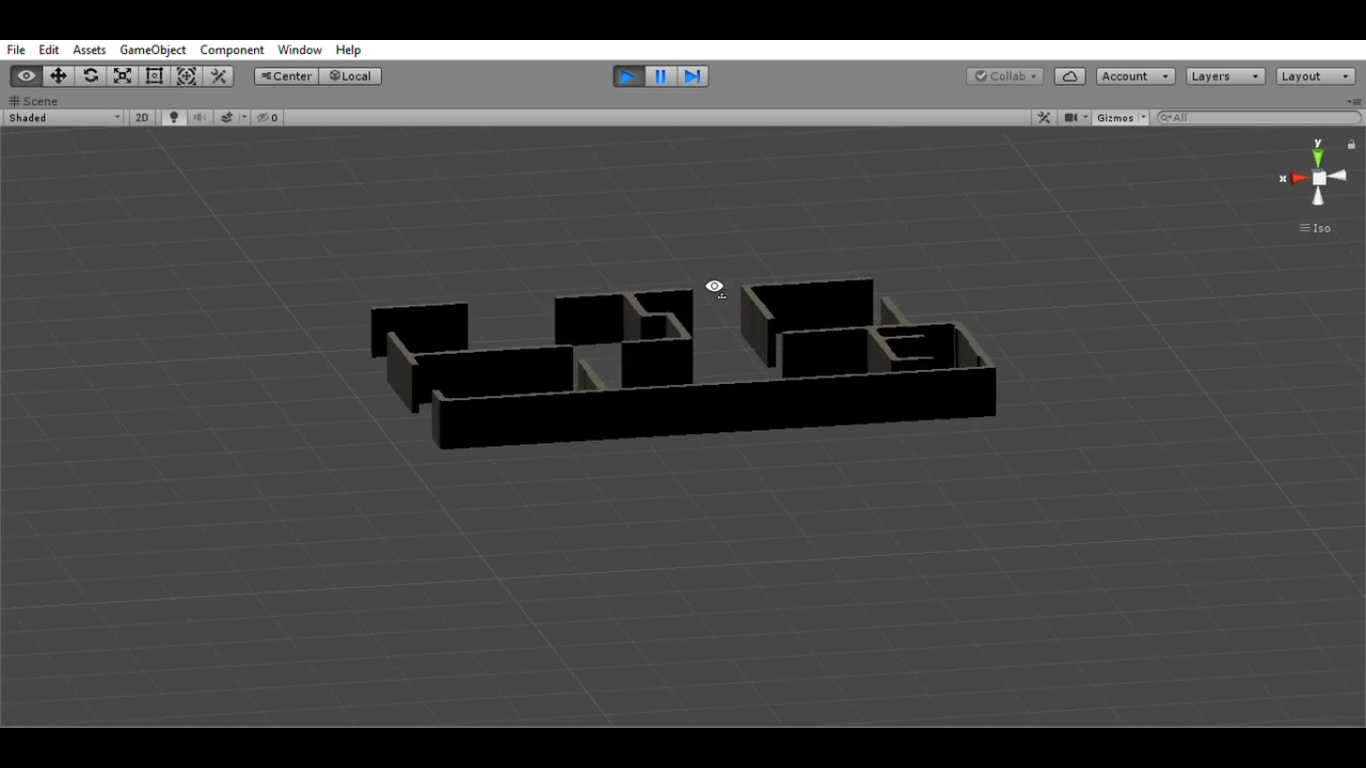 File Edit Assets GameObject Component Window Help
Center Local Collab Account Layers Layout
Scene
Shaded 2D 0 Gizmos All
y
x
Iso